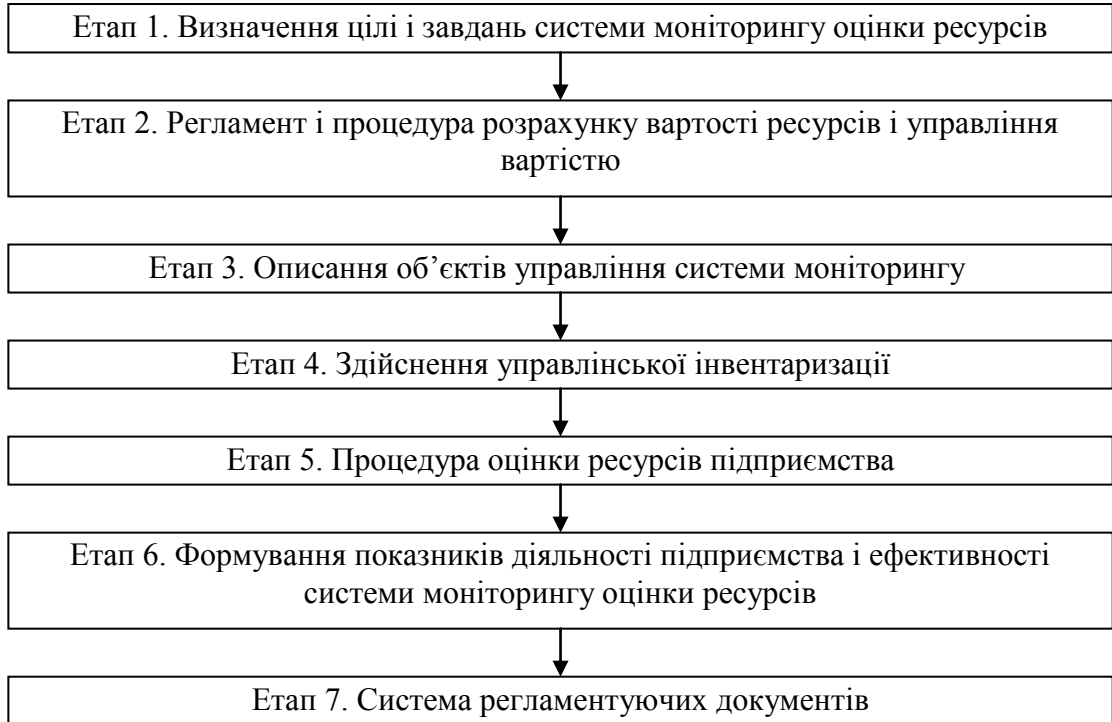 Етап 1. Визначення цілі і завдань системи моніторингу оцінки ресурсів
Етап 2. Регламент і процедура розрахунку вартості ресурсів і управління
вартістю
Етап 3. Описання об’єктів управління системи моніторингу
Етап 4. Здійснення управлінської інвентаризації
Етап 5. Процедура оцінки ресурсів підприємства
Етап 6. Формування показників діяльності підприємства і ефективності
системи моніторингу оцінки ресурсів
Етап 7. Система регламентуючих документів